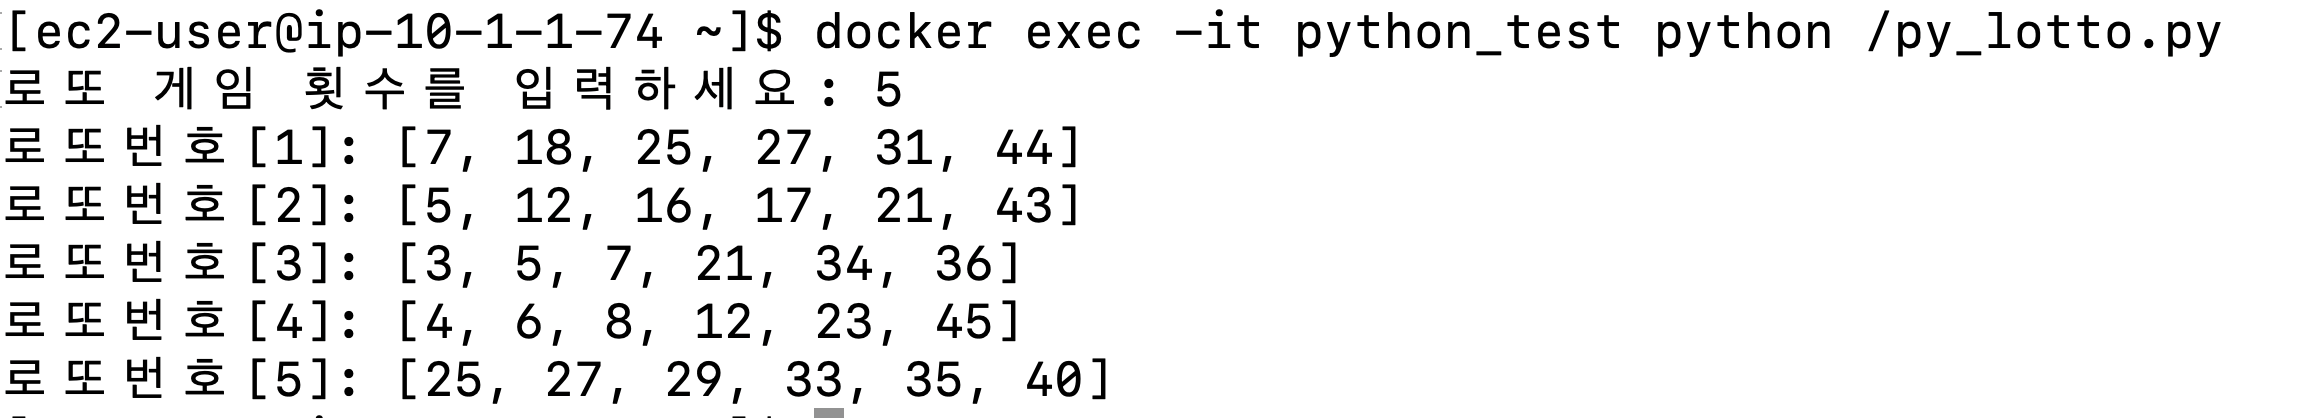 [ec2-user@ip-10-1-1-74 ~]$ docker exec -it python_test python /py_lotto.py
로또 게임 횟수를 입력하세요: 5
로또번호[1]: [7, 18, 25, 27, 31, 44]
로또번호[2]: [5, 12, 16, 17, 21, 43]
로또번호[3]: [3, 5, 7, 21, 34, 36]
로또번호[4]: [4, 6, 8, 12, 23, 45]
로또번호[5]: [25, 27, 29, 33, 35, 40]